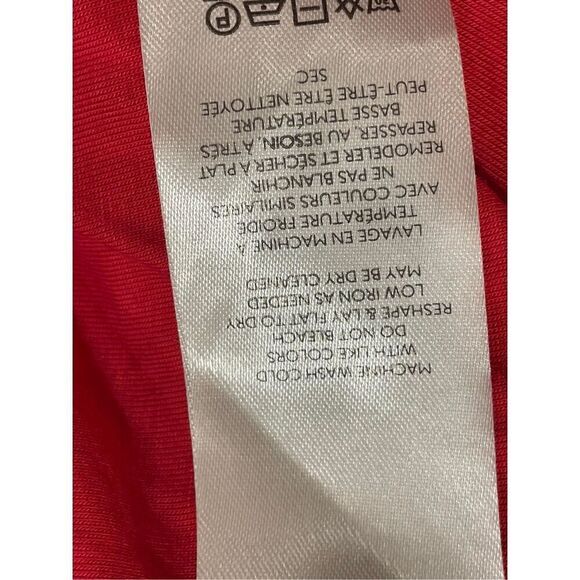 MACHINE WASH COLD
WITH LIKE COLORS
DO NOT BLEACH
RESHAPE & LAY FLAT TO DRY
LOW IRON AS NEEDED
MAY BE DRY CLEANED
LAVAGE EN MACHINE À
TEMPÉRATURE FROIDE
AVEC COULEURS SIMILAIRES
NE PAS BLANCHIR
REMODELER ET SÉCHER A PLAT
REPASSER, AU BESOIN, A TRÈS
BASSE TEMPÉRATURE
PEUT-ÊTRE ÊTRE NETTOYÉE
SEC
P